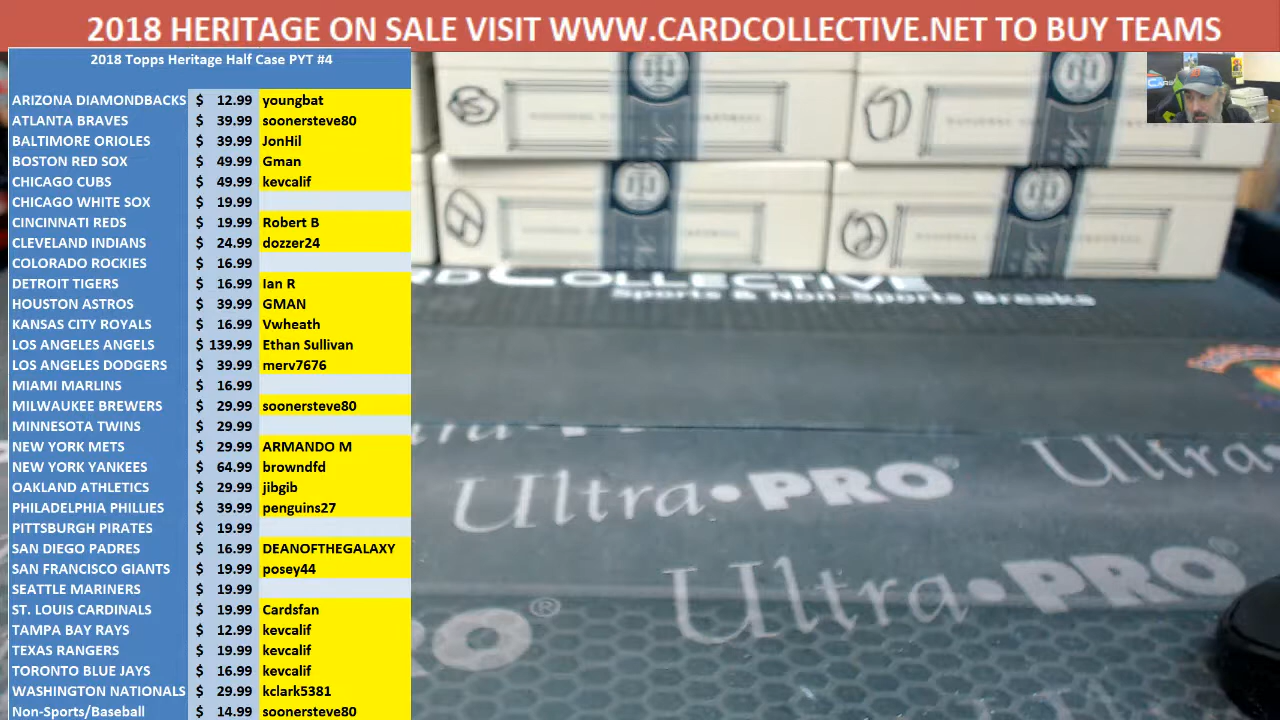 2018 HERITAGE ON SALE VISIT WWW.CARDCOLLECTIVE.NET TO BUY TEAMS
2018 Topps Heritage Half Case PYT #4
ARIZONA DIAMONDBACKS $ 12.99 youngbat
ATLANTA BRAVES $ 39.99 soonersteve80
BALTIMORE ORIOLES $ 39.99 JonHil
BOSTON RED SOX $ 49.99 Gman
CHICAGO CUBS $ 49.99 kevcalif
CHICAGO WHITE SOX $ 19.99
CINCINNATI REDS $ 19.99 Robert B
CLEVELAND INDIANS $ 24.99 dozzer24
COLORADO ROCKIES $ 16.99
DETROIT TIGERS $ 16.99 Ian R
HOUSTON ASTROS $ 39.99 GMAN
KANSAS CITY ROYALS $ 16.99 Vwheath
LOS ANGELES ANGELS $ 139.99 Ethan Sullivan
LOS ANGELES DODGERS $ 39.99 merv7676
MIAMI MARLINS $ 16.99
MILWAUKEE BREWERS $ 29.99 soonersteve80
MINNESOTA TWINS $ 29.99
NEW YORK METS $ 29.99 ARMANDO M
NEW YORK YANKEES $ 64.99 browndfd
OAKLAND ATHLETICS $ 29.99 jibgib
PHILADELPHIA PHILLIES $ 39.99 penguins27
PITTSBURGH PIRATES $ 19.99
SAN DIEGO PADRES $ 16.99 DEANOFTHEGALAXY
SAN FRANCISCO GIANTS $ 19.99 posey44
SEATTLE MARINERS $ 19.99
ST. LOUIS CARDINALS $ 19.99 Cardsfan
TAMPA BAY RAYS $ 12.99 kevcalif
TEXAS RANGERS $ 19.99 kevcalif
TORONTO BLUE JAYS $ 16.99 kevcalif
WASHINGTON NATIONALS $ 29.99 kclark5381
Non-Sports/Baseball $ 14.99 soonersteve80
RDCOLLECTIVE
Sports & Non-Sports Breaks
Ultra•PRO
Ultra•
Ultra•PRO®
RO®